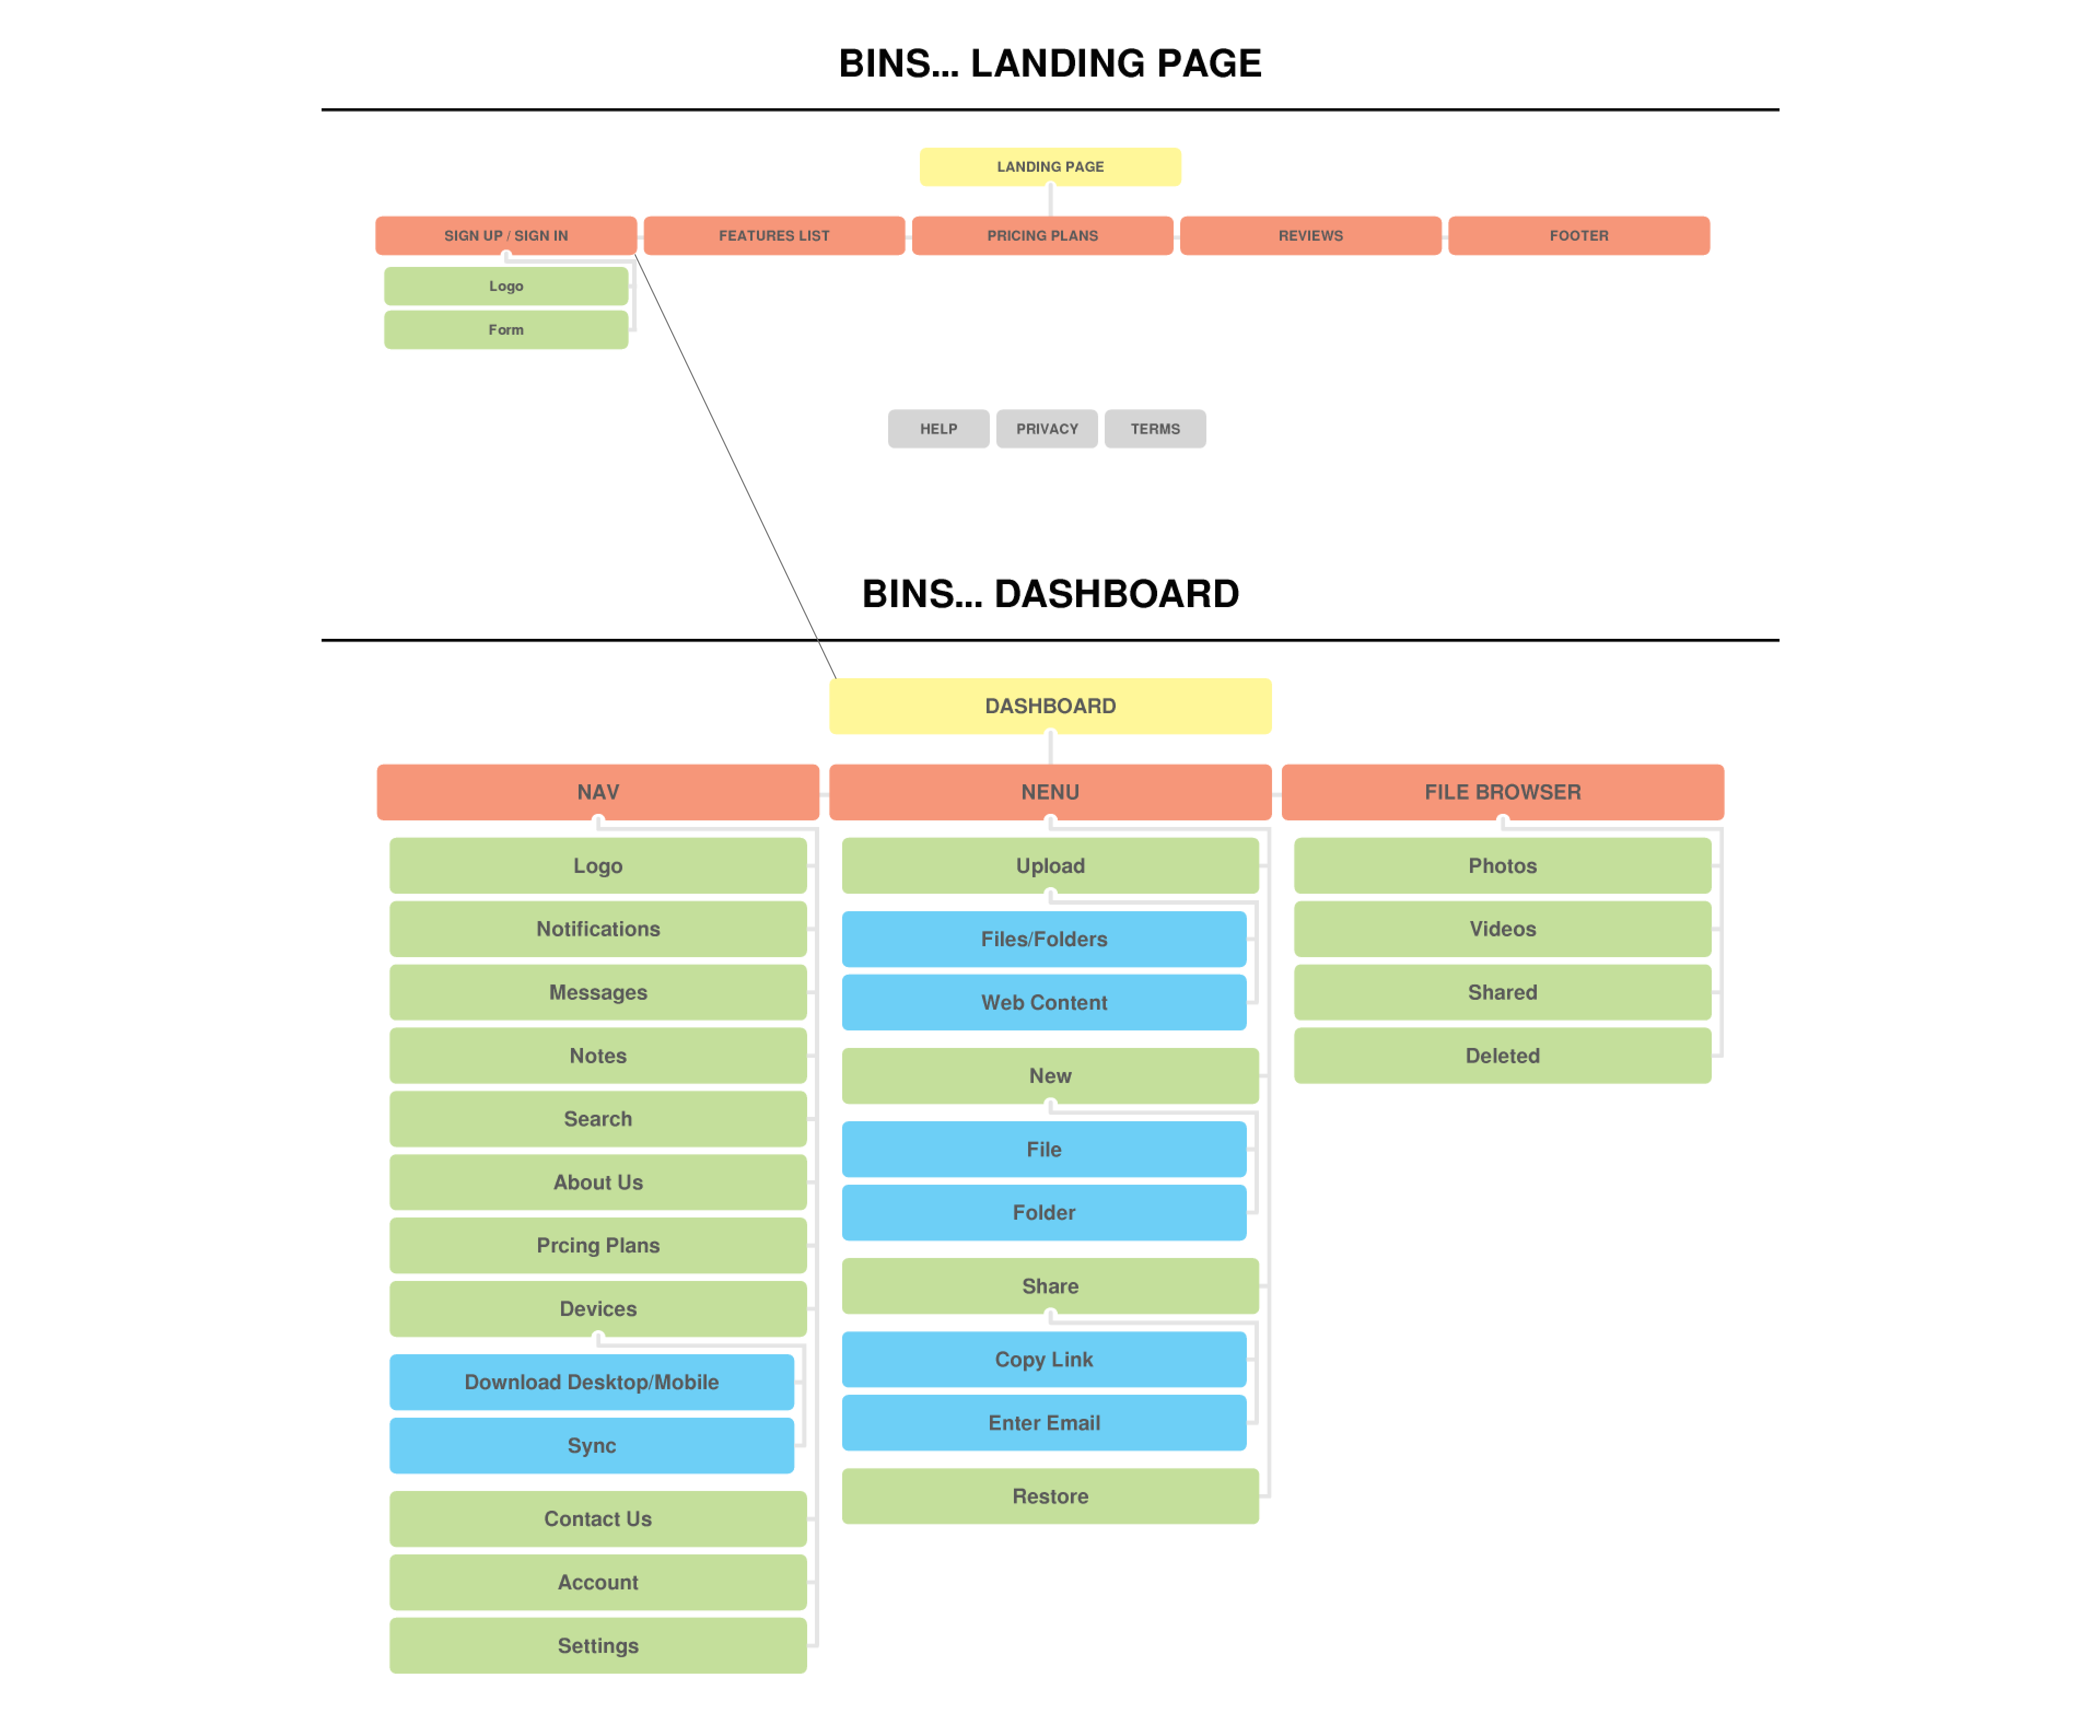 BINS... LANDING PAGE
LANDING PAGE
SIGN UP / SIGN IN
FEATURES LIST
PRICING PLANS
REVIEWS
FOOTER
Logo
Form
HELP
PRIVACY
TERMS
BINS... DASHBOARD
DASHBOARD
NAV
Logo
Notifications
Messages
Notes
Search
About Us
Prcing Plans
Devices
Download Desktop/Mobile
Sync
Contact Us
Account
Settings
NENU
Upload
Files/Folders
Web Content
New
File
Folder
Share
Copy Link
Enter Email
Restore
FILE BROWSER
Photos
Videos
Shared
Deleted